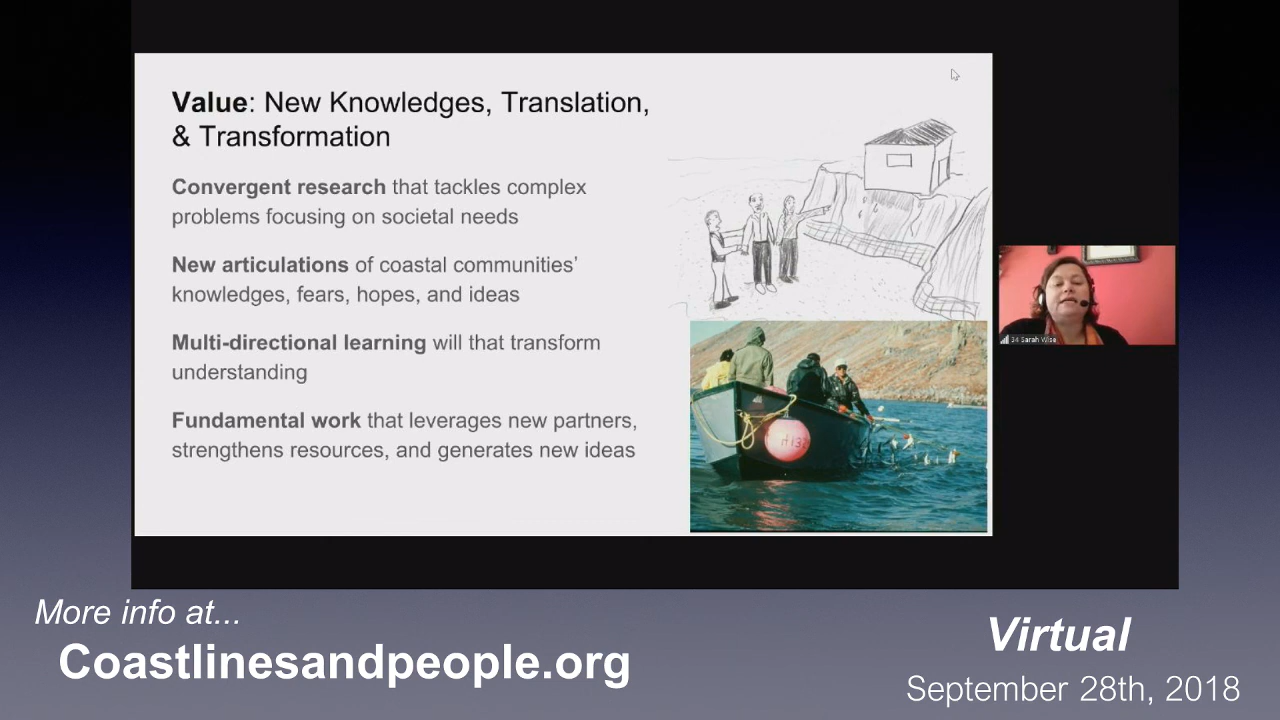 Value: New Knowledges, Translation,
& Transformation
Convergent research that tackles complex
problems focusing on societal needs
New articulations of coastal communities’
knowledges, fears, hopes, and ideas
Multi-directional learning will that transform
understanding
Fundamental work that leverages new partners,
strengthens resources, and generates new ideas
H132
34 Sarah Wise
More info at...
Coastlinesandpeople.org
Virtual
September 28th, 2018